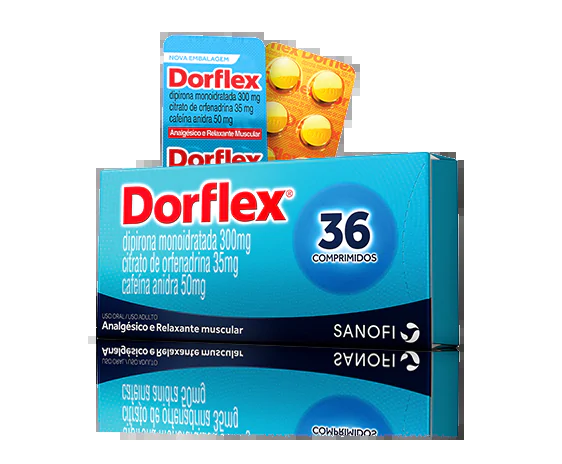 NOVA EMBALAGEM
Dorflex
dipirona monoidratada 300 mg
citrato de orfenadrina 35 mg
cafeína anidra 50 mg
Analgésico e Relaxante Muscular
Dorflex
Dorflex Dorflex
Dorflex®
dipirona monoidratada 300mg
citrato de orfenadrina 35mg
cafeína anidra 50mg
36
COMPRIMIDOS
USO ORAL/USO ADULTO
Analgésico e Relaxante muscular
SANOFI